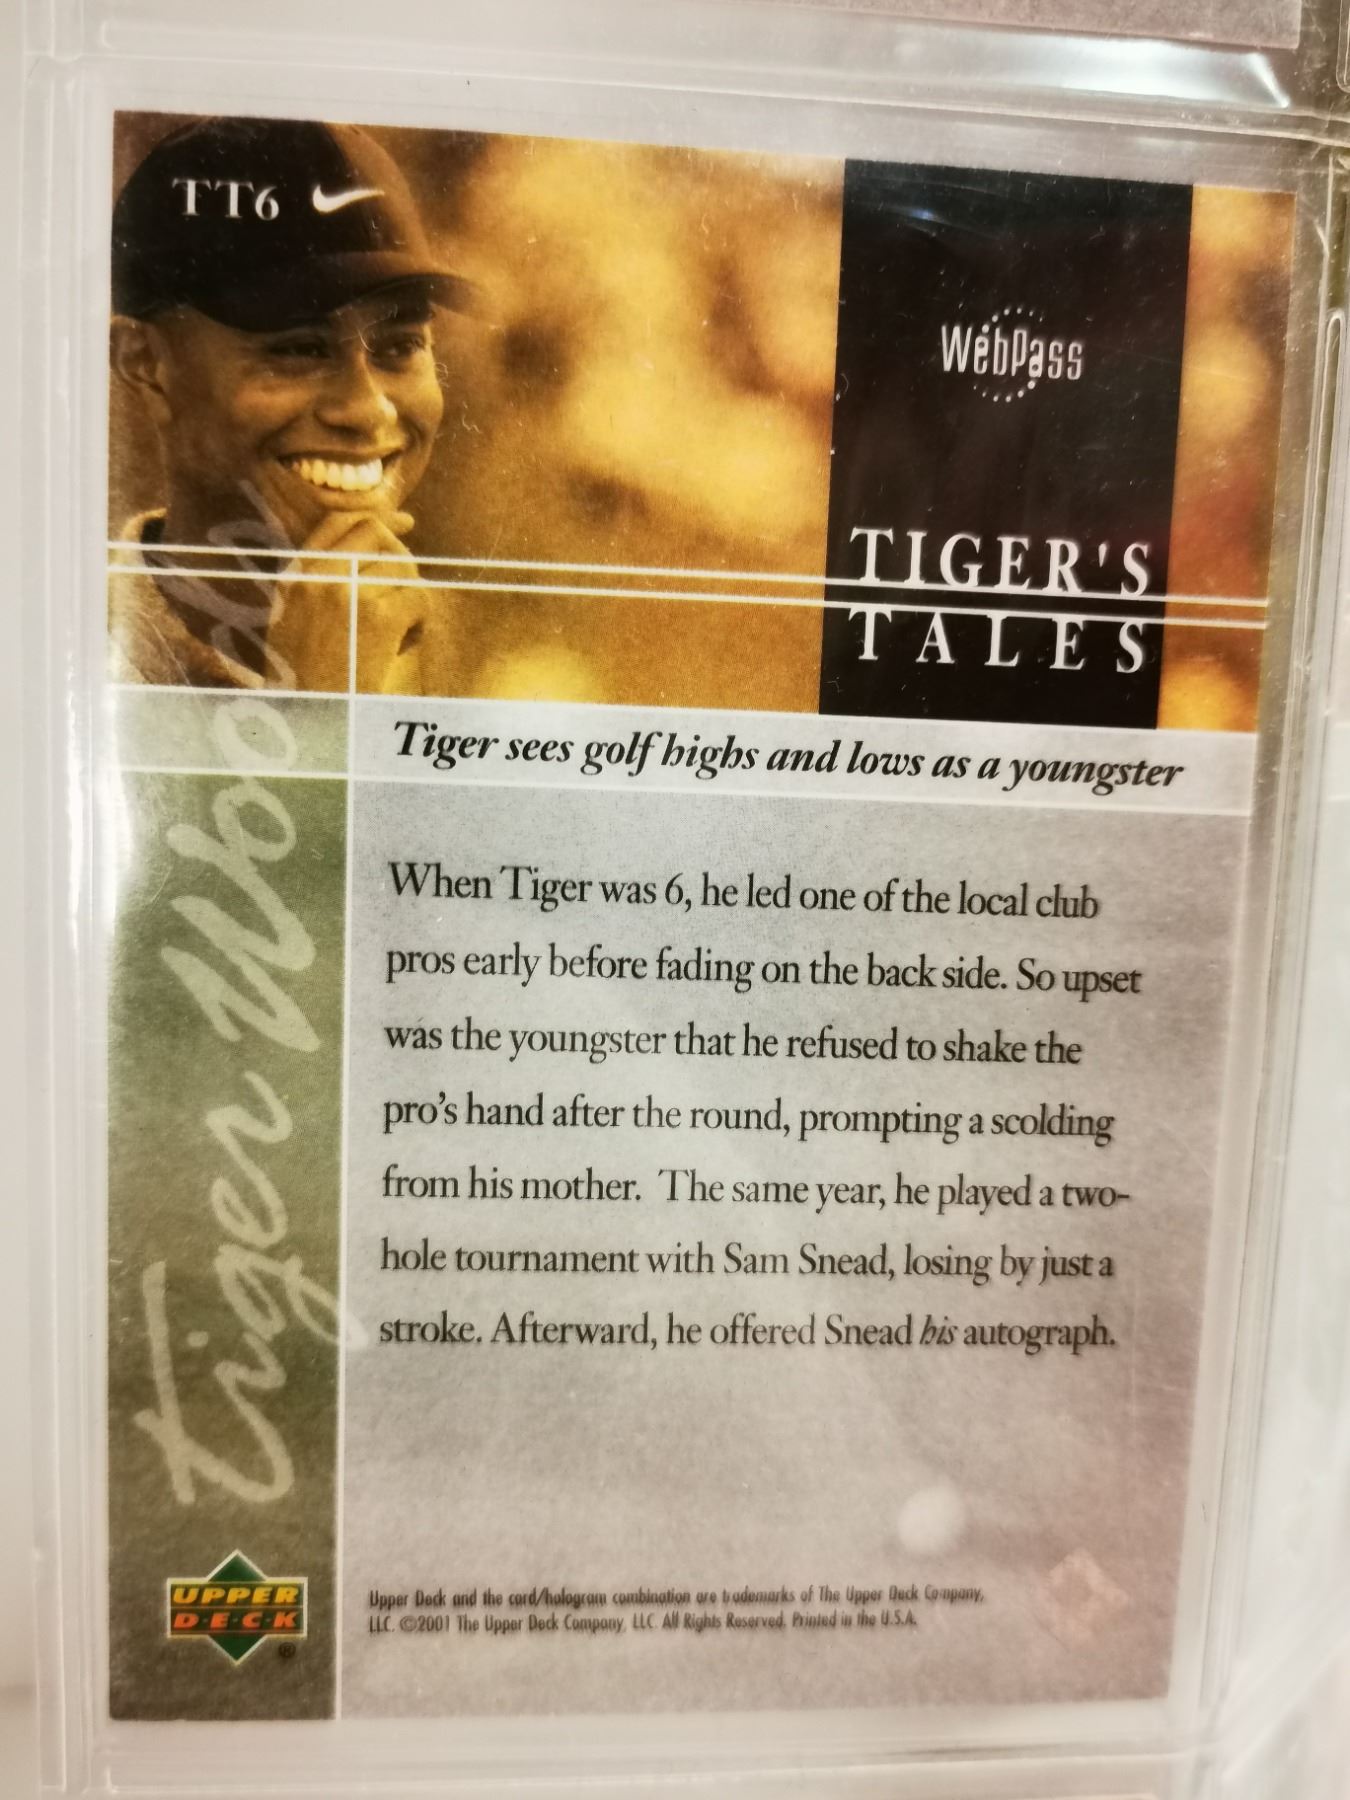 TT6
WebPass
TIGER'S
TALES
Tiger sees golf highs and lows as a youngster
When Tiger was 6, he led one of the local club
pros early before fading on the back side. So upset
was the youngster that he refused to shake the
pro's hand after the round, prompting a scolding
from his mother. The same year, he played a two-
hole tournament with Sam Snead, losing by just a
stroke. Afterward, he offered Snead his autograph.
Tiger Woods
UPPER
D·E·C·K
®
Upper Deck and the card/hologram combination are trademarks of The Upper Deck Company,
LLC. ©2001 The Upper Deck Company, LLC. All Rights Reserved. Printed in the U.S.A.